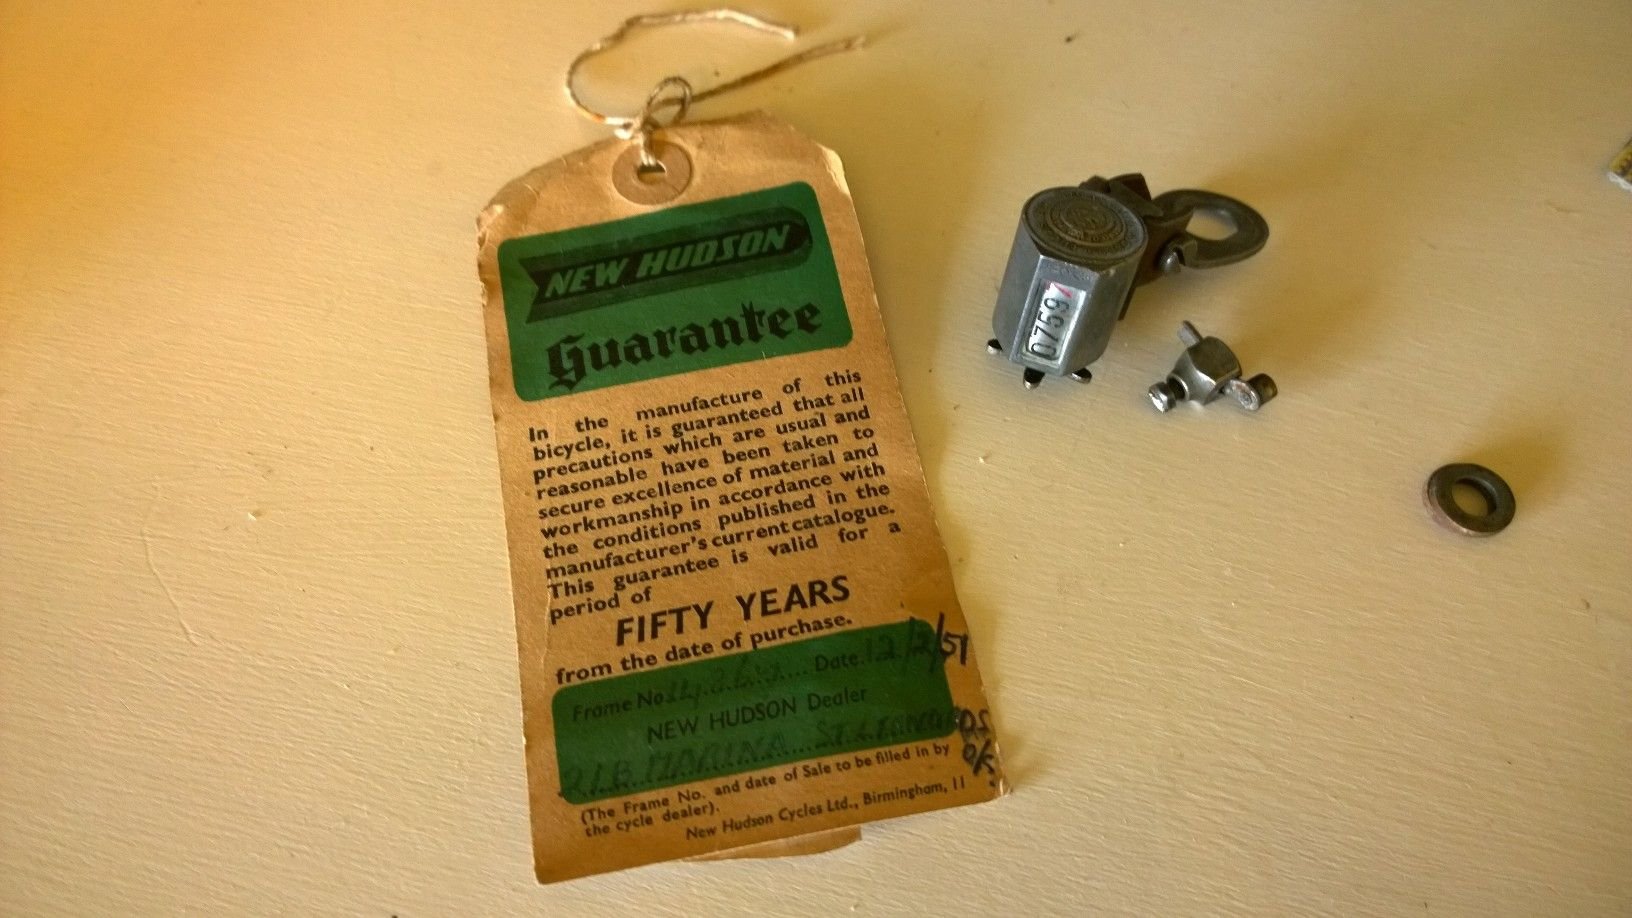 NEW HUDSON
Guarantee
In the manufacture of this
bicycle, it is guaranteed that all
precautions which are usual and
reasonable have been taken to
secure excellence of material and
workmanship in accordance with
the conditions published in the
manufacturer's current catalogue.
This guarantee is valid for a
period of
FIFTY YEARS
from the date of purchase.
Frame No. Date. 12/2/51
NEW HUDSON Dealer
21B MARINA ST. LEONARDS
O/S
(The Frame No. and date of Sale to be filled in by
the cycle dealer).
New Hudson Cycles Ltd., Birmingham, 11
07597